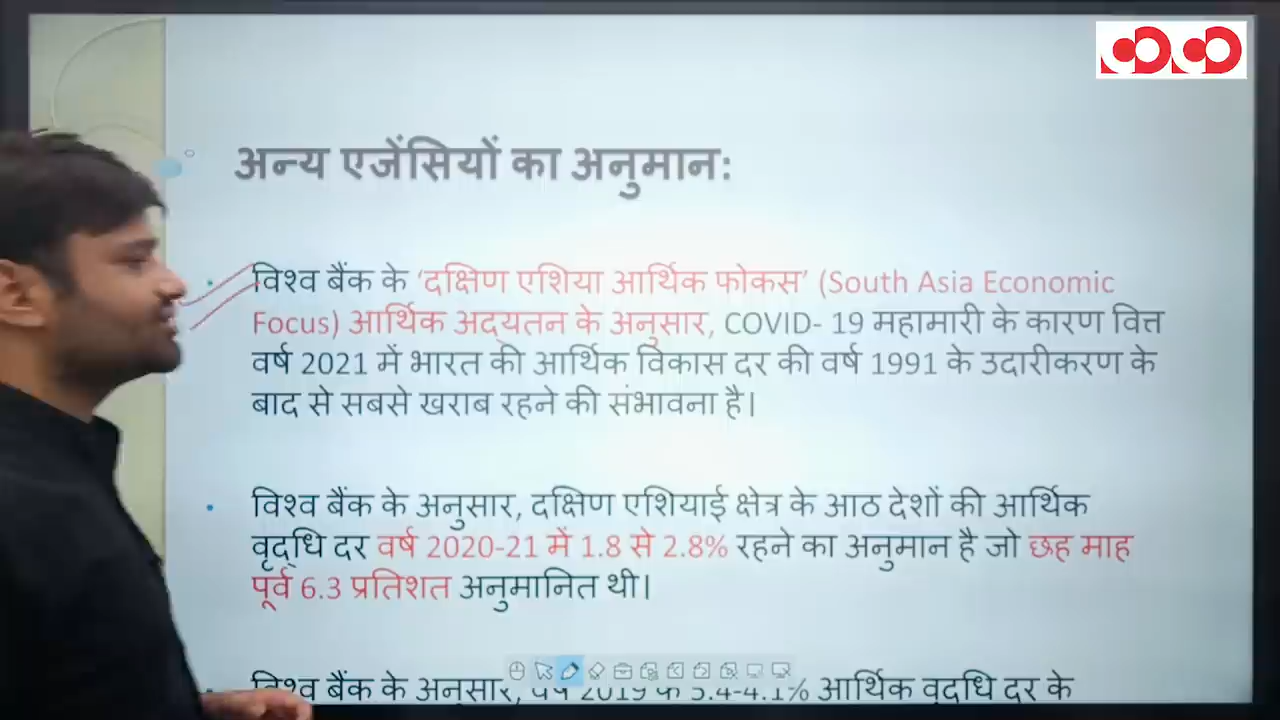 अन्य एजेंसियों का अनुमान:
विश्व बैंक के ‘दक्षिण एशिया आर्थिक फोकस’ (South Asia Economic
Focus) आर्थिक अद्यतन के अनुसार, COVID- 19 महामारी के कारण वित्त
वर्ष 2021 में भारत की आर्थिक विकास दर की वर्ष 1991 के उदारीकरण के
बाद से सबसे खराब रहने की संभावना है।
विश्व बैंक के अनुसार, दक्षिण एशियाई क्षेत्र के आठ देशों की आर्थिक
वृद्धि दर वर्ष 2020-21 में 1.8 से 2.8% रहने का अनुमान है जो छह माह
पूर्व 6.3 प्रतिशत अनुमानित थी।
विश्व बैंक के अनुसार, आर्थिक वृद्धि दर के